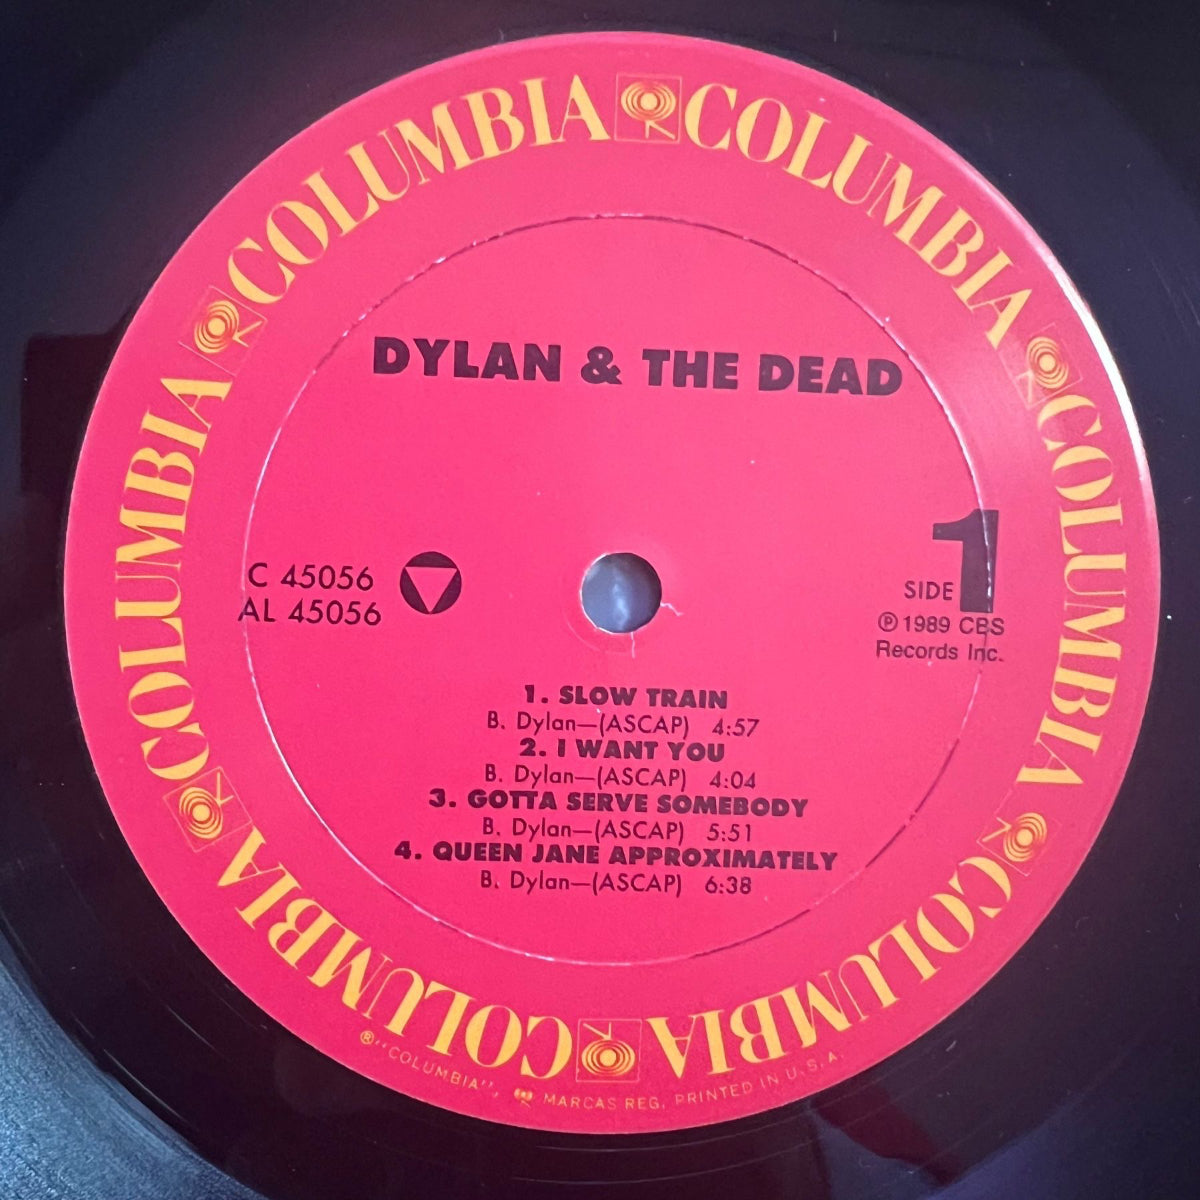 COLUMBIA COLUMBIA COLUMBIA COLUMBIA COLUMBIA COLUMBIA
DYLAN & THE DEAD
C 45056
AL 45056
SIDE 1
℗ 1989 CBS
Records Inc.
1. SLOW TRAIN
B. Dylan—(ASCAP) 4:57
2. I WANT YOU
B. Dylan—(ASCAP) 4:04
3. GOTTA SERVE SOMEBODY
B. Dylan—(ASCAP) 5:51
4. QUEEN JANE APPROXIMATELY
B. Dylan—(ASCAP) 6:38
®"COLUMBIA", MARCAS REG. PRINTED IN U.S.A.